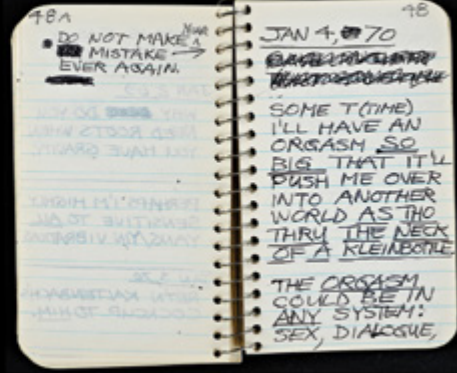 48A
• DO NOT MAKE YOUR
MISTAKE →
EVER AGAIN.
48
JAN 4, 70
SOME T(TIME)
I'LL HAVE AN
ORGASM SO
BIG THAT IT'LL
PUSH ME OVER
INTO ANOTHER
WORLD AS THO
THRU THE NECK
OF A KLEINBOTTLE
THE ORGASM
COULD BE IN
ANY SYSTEM:
SEX, DIALOGUE,